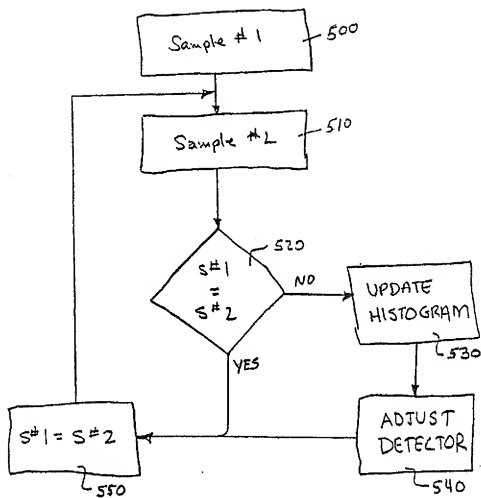 Sample #1
500
Sample #2
510
520
S#1
=
S#2
NO
YES
UPDATE
HISTOGRAM
530
ADJUST
DETECTOR
540
S#1 = S#2
550